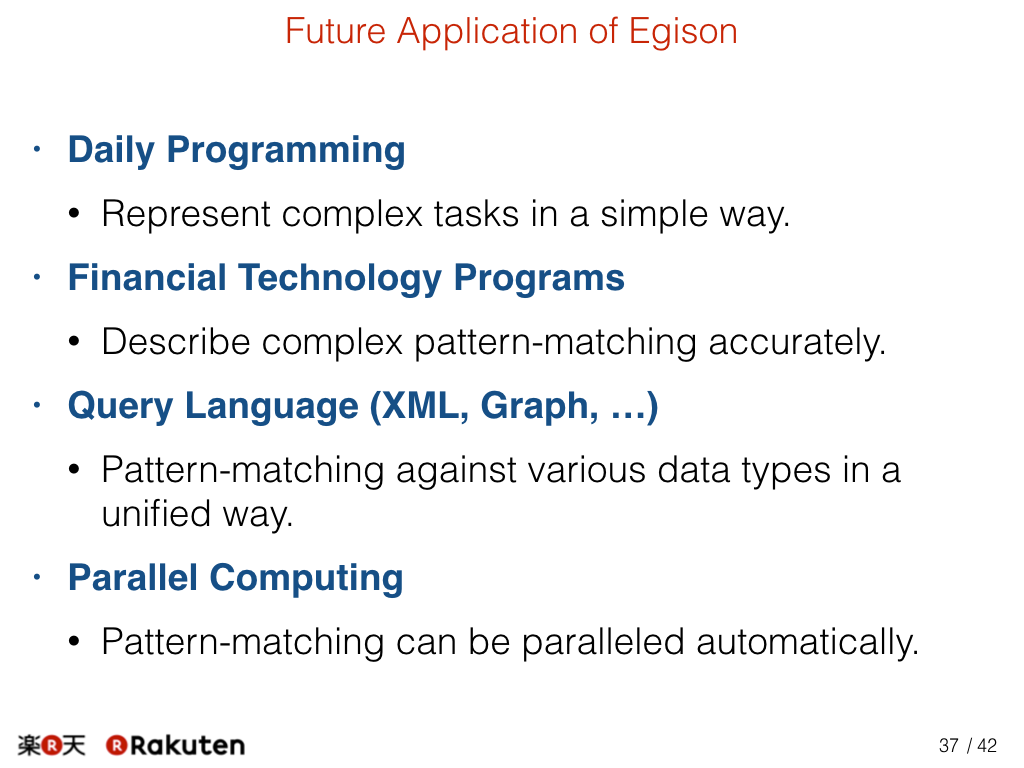 Future Application of Egison
• Daily Programming
• Represent complex tasks in a simple way.
• Financial Technology Programs
• Describe complex pattern-matching accurately.
• Query Language (XML, Graph, …)
• Pattern-matching against various data types in a
unified way.
• Parallel Computing
• Pattern-matching can be paralleled automatically.
楽R天 R Rakuten
37 / 42